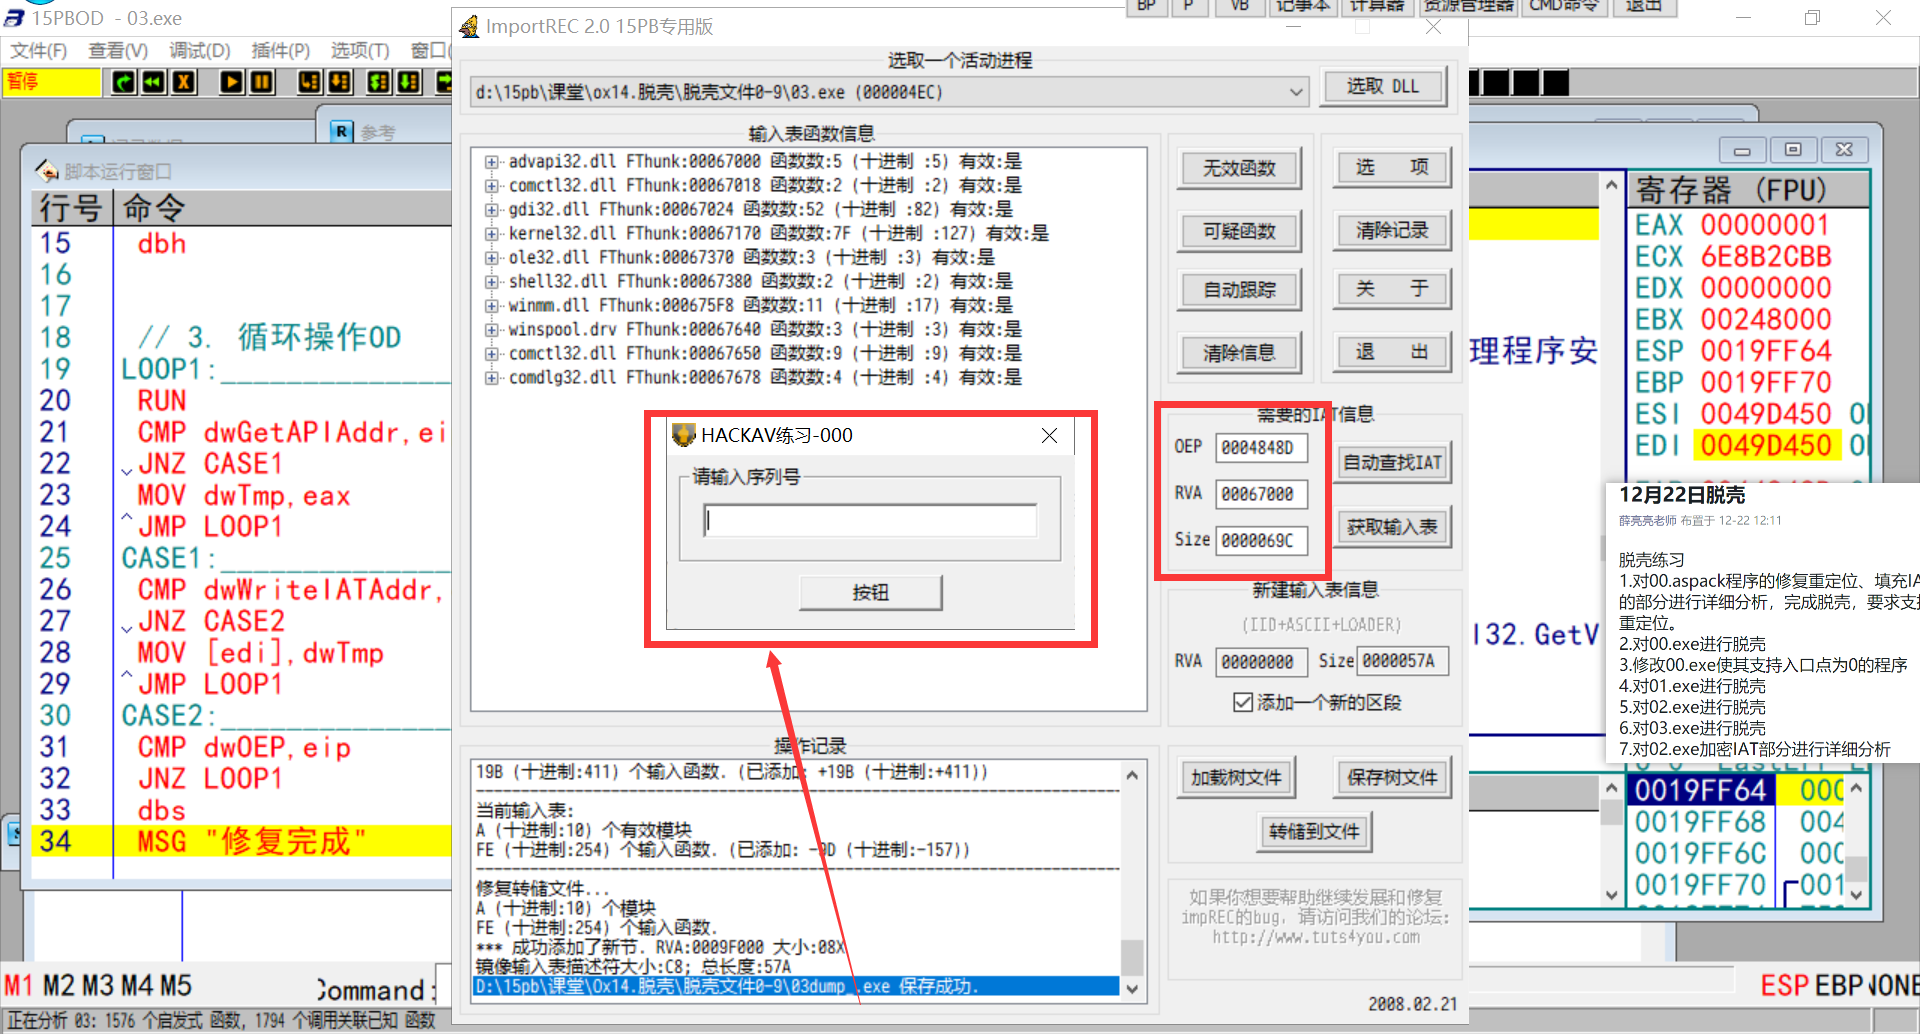 15PBOD - 03.exe
文件(F) 查看(V) 调试(D) 插件(P) 选项(T) 窗口(
暂停
BP P VB 记事本 计算器 资源管理器 CMD命令 退出
参考
脚本运行窗口
行号 命令
15 dbh
16
17
18 // 3. 循环操作OD
19 LOOP1:
20 RUN
21 CMP dwGetAPIAddr,ei
22 JNZ CASE1
23 MOV dwTmp,eax
24 JMP LOOP1
25 CASE1:
26 CMP dwWriteIATAddr,
27 JNZ CASE2
28 MOV [edi],dwTmp
29 JMP LOOP1
30 CASE2:
31 CMP dwOEP,eip
32 JNZ LOOP1
33 dbs
34 MSG "修复完成"
M1 M2 M3 M4 M5
Command:
正在分析 03: 1576 个启发式 函数, 1794 个调用关联已知 函数
ImportREC 2.0 15PB专用版
选取一个活动进程
d:\15pb\课堂\ox14.脱壳\脱壳文件0-9\03.exe (000004EC)
选取 DLL
输入表函数信息
advapi32.dll FThunk:00067000 函数数:5 (十进制 :5) 有效:是
comctl32.dll FThunk:00067018 函数数:2 (十进制 :2) 有效:是
gdi32.dll FThunk:00067024 函数数:52 (十进制 :82) 有效:是
kernel32.dll FThunk:00067170 函数数:7F (十进制 :127) 有效:是
ole32.dll FThunk:00067370 函数数:3 (十进制 :3) 有效:是
shell32.dll FThunk:00067380 函数数:2 (十进制 :2) 有效:是
winmm.dll FThunk:000675F8 函数数:11 (十进制 :17) 有效:是
winspool.drv FThunk:00067640 函数数:3 (十进制 :3) 有效:是
comctl32.dll FThunk:00067650 函数数:9 (十进制 :9) 有效:是
comdlg32.dll FThunk:00067678 函数数:4 (十进制 :4) 有效:是
无效函数
可疑函数
自动跟踪
清除信息
选 项
清除记录
关 于
退 出
HACKAV练习-000
请输入序列号
按钮
需要的IAT信息
OEP 0004848D
RVA 00067000
Size 0000069C
自动查找IAT
获取输入表
新建输入表信息
(IID+ASCII+LOADER)
RVA 00000000 Size 0000057A
添加一个新的区段
加载树文件 保存树文件
转储到文件
操作记录
19B (十进制:411) 个输入函数. (已添加: +19B (十进制:+411))
当前输入表:
A (十进制:10) 个有效模块
FE (十进制:254) 个输入函数. (已添加: -9D (十进制:-157))
修复转储文件...
A (十进制:10) 个模块
FE (十进制:254) 个输入函数.
*** 成功添加了新节. RVA:0009F000 大小:08X
镜像输入表描述符大小:C8; 总长度:57A
D:\15pb\课堂\Ox14.脱壳\脱壳文件0-9\03dump_.exe 保存成功.
如果你想要帮助继续发展和修复
impREC的bug, 请访问我们的论坛:
http://www.tuts4you.com
2008.02.21
理程序安
l32.GetV
寄存器 (FPU)
EAX 00000001
ECX 6E8B2CBB
EDX 00000000
EBX 00248000
ESP 0019FF64
EBP 0019FF70
ESI 0049D450
EDI 0049D450
12月22日脱壳
薛亮亮老师 布置于 12-22 12:11
脱壳练习
1.对00.aspack程序的修复重定位、填充IA
的部分进行详细分析，完成脱壳，要求支持
重定位。
2.对00.exe进行脱壳
3.修改00.exe使其支持入口点为0的程序
4.对01.exe进行脱壳
5.对02.exe进行脱壳
6.对03.exe进行脱壳
7.对02.exe加密IAT部分进行详细分析
0019FF64 000
0019FF68 004
0019FF6C 000
0019FF70 001
ESP EBP NONE